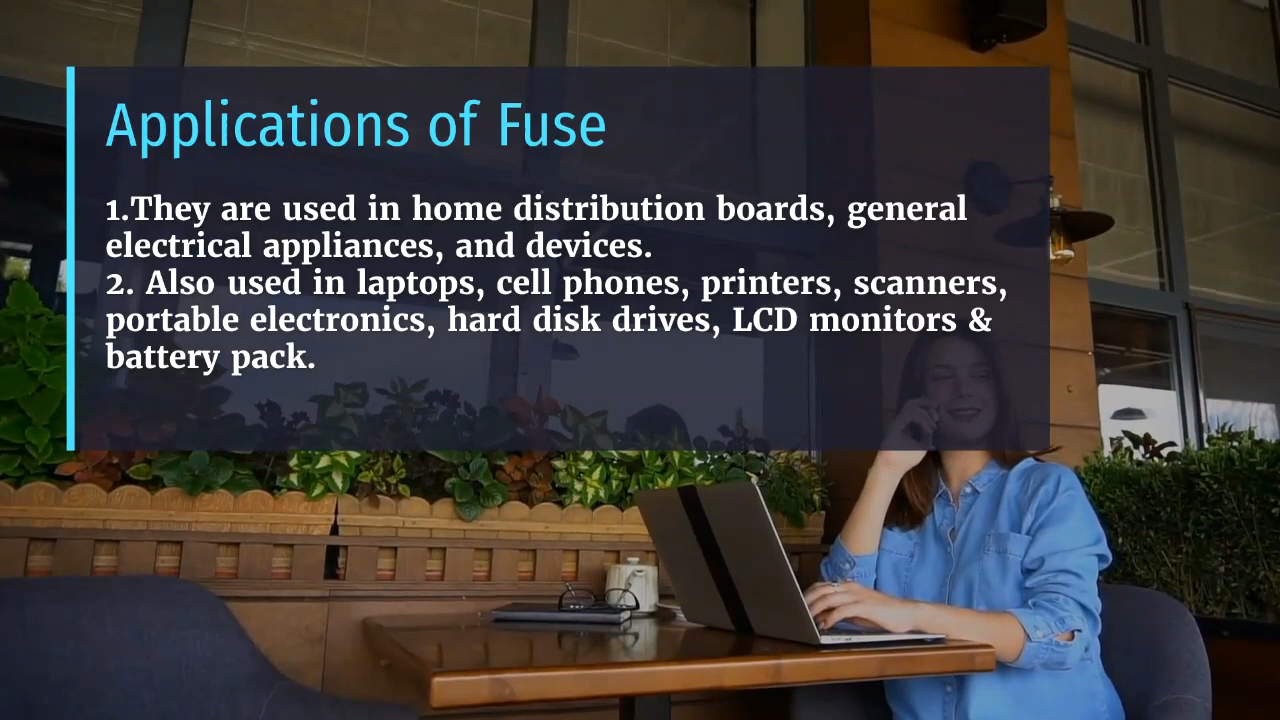 Applications of Fuse
1.They are used in home distribution boards, general
electrical appliances, and devices.
2. Also used in laptops, cell phones, printers, scanners,
portable electronics, hard disk drives, LCD monitors &
battery pack.